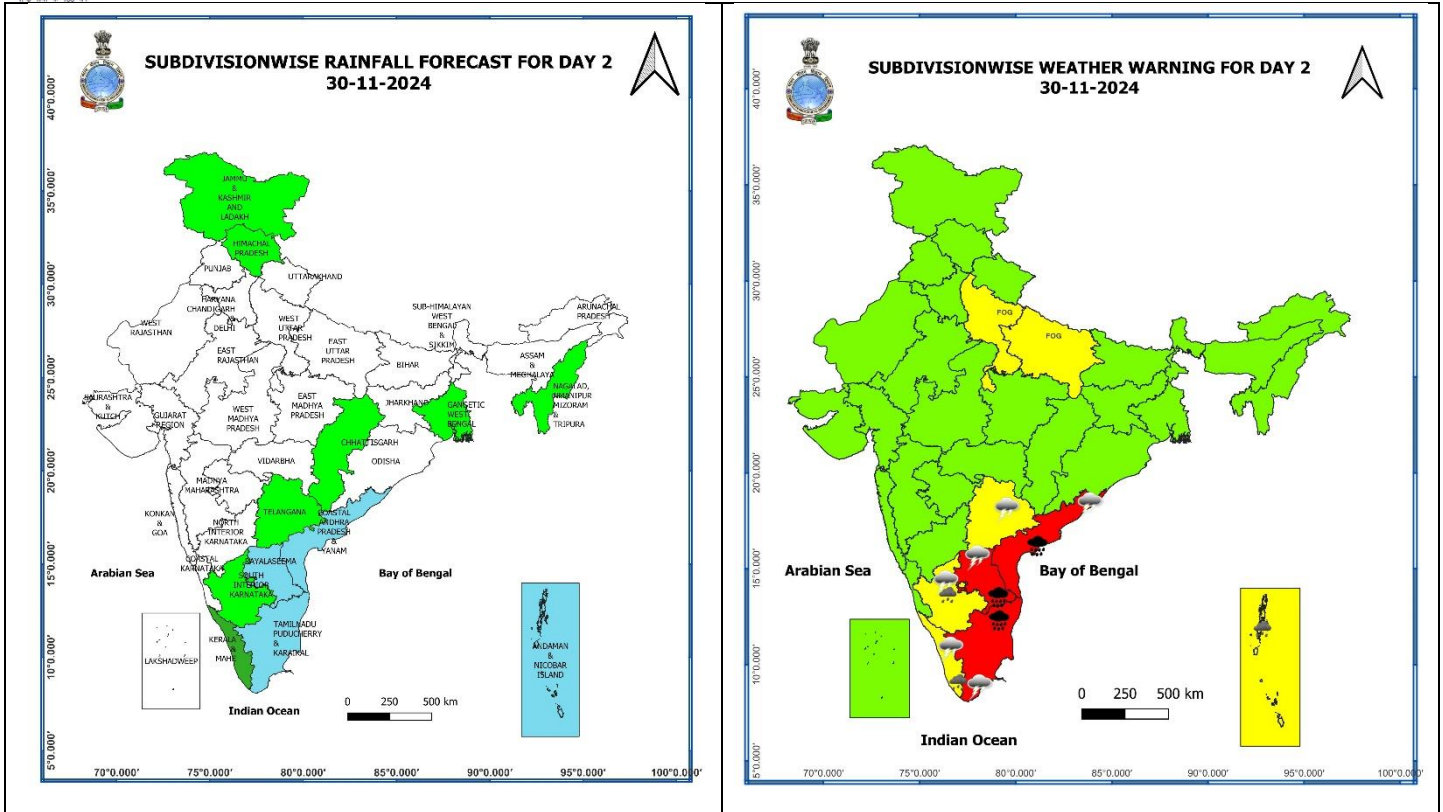 SUBDIVISIONWISE RAINFALL FORECAST FOR DAY 2
30-11-2024
40°0.000'
35°0.000'
30°0.000'
25°0.000'
20°0.000'
15°0.000'
10°0.000'
5°0.000'
JAMMU
&
KASHMIR
AND
LADAKH
HIMACHAL
PRADESH
PUNJAB
UTTARAKHAND
HARYANA
CHANDIGARH
&
DELHI
WEST
RAJASTHAN
WEST
UTTAR
PRADESH
SUB-HIMALAYAN
WEST
BENGAL
&
SIKKIM
ARUNACHAL
PRADESH
EAST
RAJASTHAN
EAST
UTTAR
PRADESH
BIHAR
ASSAM
&
MEGHALAYA
SAURASHTRA
&
KUTCH
GUJARAT
REGION
WEST
MADHYA
PRADESH
EAST
MADHYA
PRADESH
JHARKHAND
GANGETIC
WEST
BENGAL
MANIPUR
MIZORAM
&
TRIPURA
CHHATTISGARH
VIDARBHA
ODISHA
MADHYA
MAHARASHTRA
KONKAN
&
GOA
TELANGANA
COASTAL
ANDHRA
PRADESH
&
YANAM
NORTH
INTERIOR
KARNATAKA
COASTAL
KARNATAKA
RAYALASEEMA
SOUTH
INTERIOR
KARNATAKA
Arabian Sea
Bay of Bengal
TAMILNADU
PUDUCHERRY
&
KARAIKAL
KERALA
&
MAHE
LAKSHADWEEP
ANDAMAN
&
NICOBAR
ISLAND
Indian Ocean
0 250 500 km
70°0.000' 75°0.000' 80°0.000' 85°0.000' 90°0.000' 95°0.000' 100°0.000'
SUBDIVISIONWISE WEATHER WARNING FOR DAY 2
30-11-2024
40°0.000'
35°0.000'
30°0.000'
25°0.000'
20°0.000'
15°0.000'
10°0.000'
5°0.000'
FOG
FOG
Arabian Sea
Bay of Bengal
Indian Ocean
0 250 500 km
70°0.000' 75°0.000' 80°0.000' 85°0.000' 90°0.000' 95°0.000' 100°0.000'